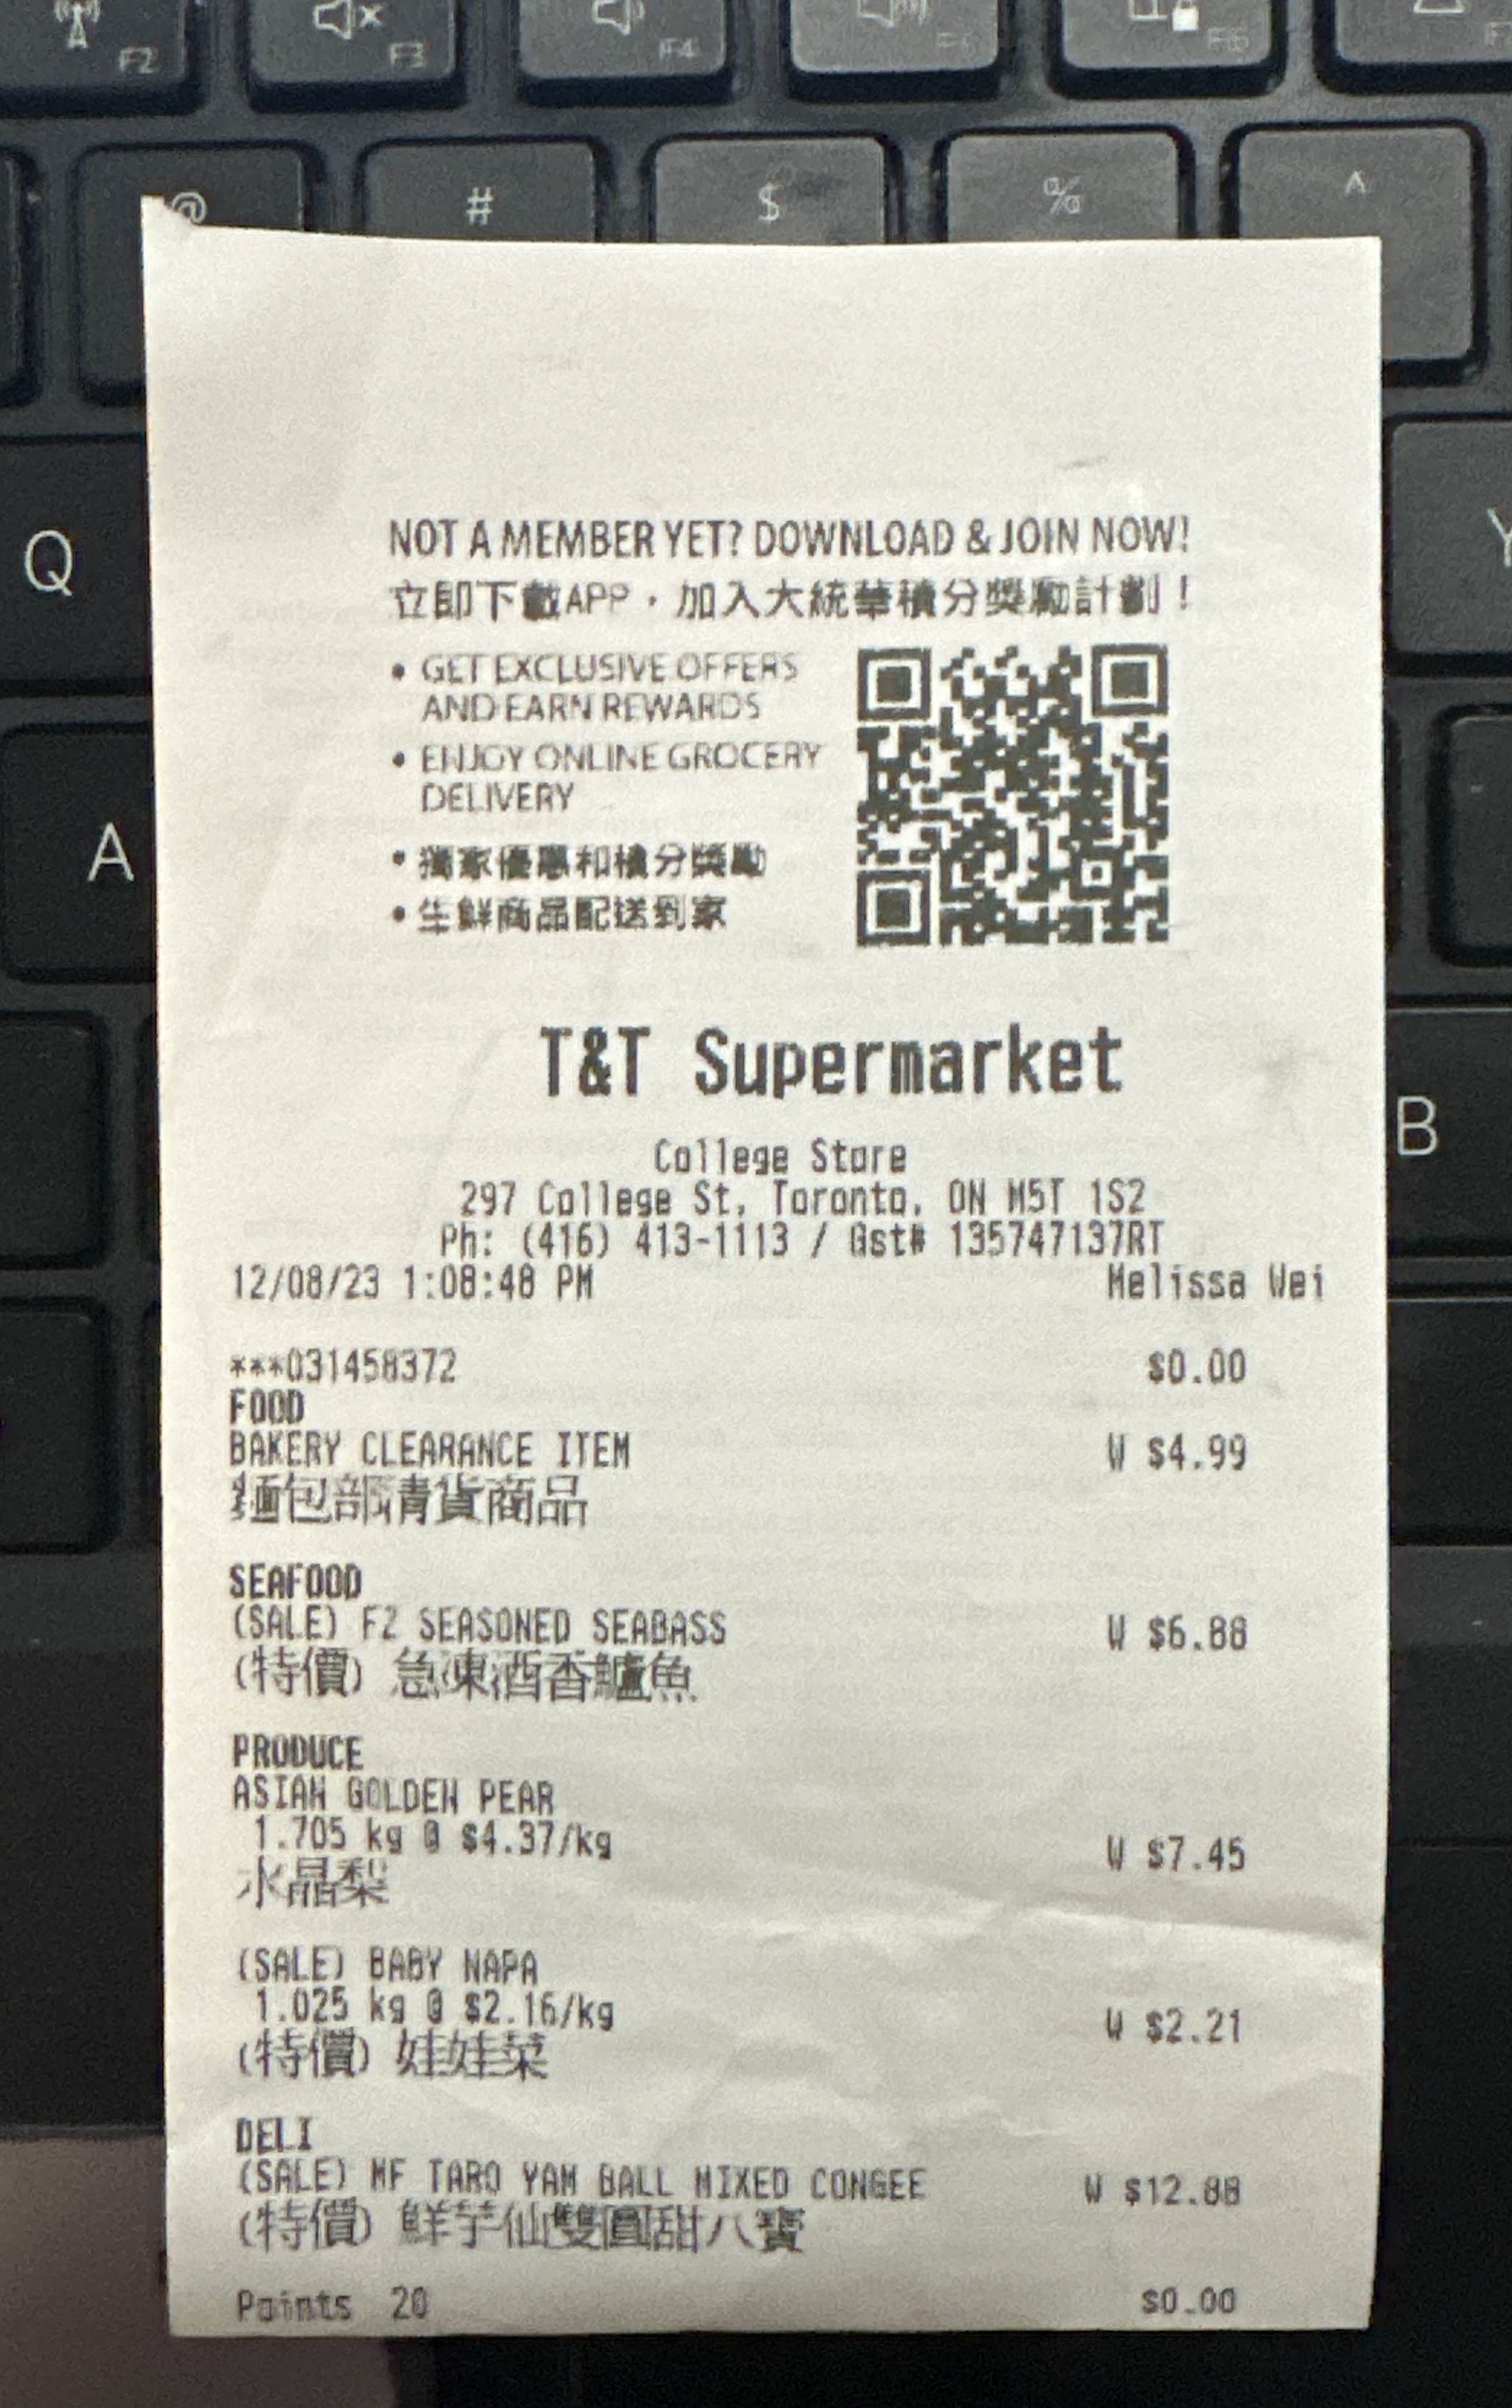 F2
F3
F4
F6
@
#
$
%
^
Q
Y
A
B
NOT A MEMBER YET? DOWNLOAD & JOIN NOW!
立即下載APP,加入大統華積分獎勵計劃!
• GET EXCLUSIVE OFFERS
AND EARN REWARDS
• ENJOY ONLINE GROCERY
DELIVERY
• 獨家優惠和積分獎勵
• 生鮮商品配送到家
T&T Supermarket
College Store
297 College St, Toronto, ON M5T 1S2
Ph: (416) 413-1113 / Gst# 135747137RT
12/08/23 1:08:48 PM Melissa Wei
***031458372 $0.00
FOOD
BAKERY CLEARANCE ITEM W $4.99
麵包部清貨商品
SEAFOOD
(SALE) FZ SEASONED SEABASS W $6.88
(特價) 急凍酒香鱸魚
PRODUCE
ASIAN GOLDEN PEAR
1.705 kg @ $4.37/kg W $7.45
水晶梨
(SALE) BABY NAPA
1.025 kg @ $2.16/kg W $2.21
(特價) 娃娃菜
DELI
(SALE) MF TARO YAM BALL MIXED CONGEE W $12.88
(特價) 鮮芋仙雙圓甜八寶
Points 20 $0.00